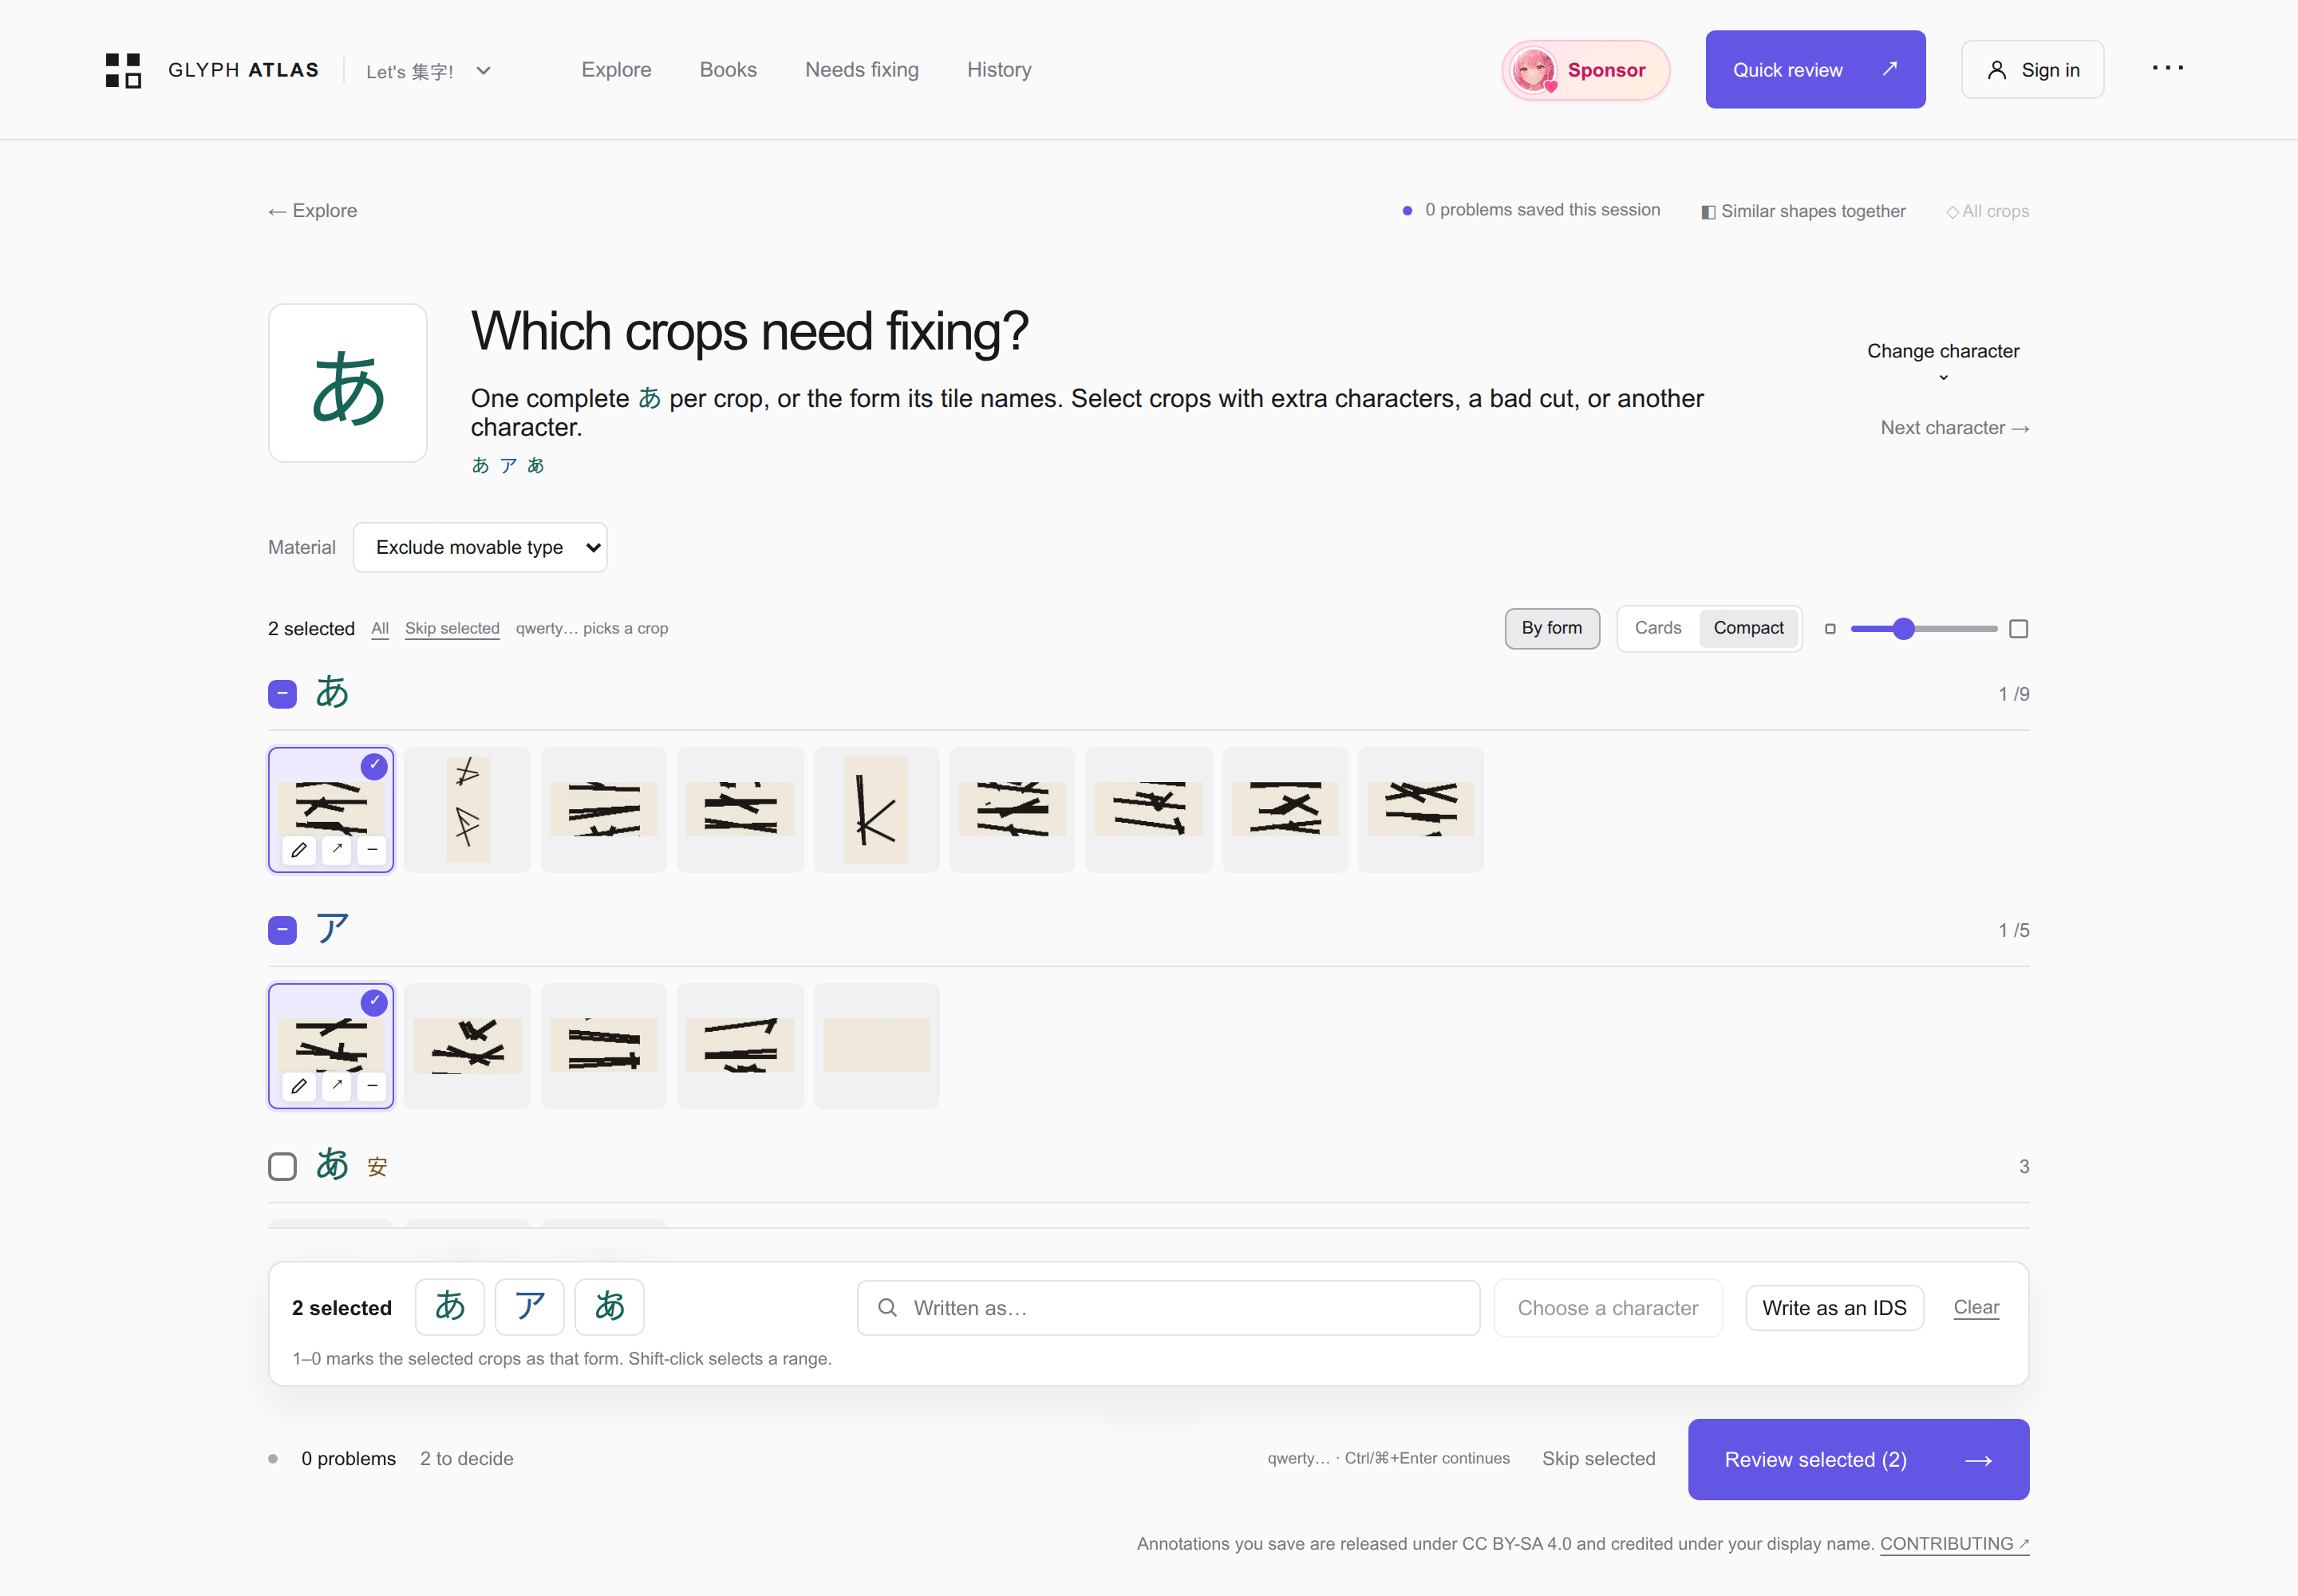 GLYPH ATLAS Let's 集字! Explore Books Needs fixing History Sponsor Quick review ↗ Sign in ···
← Explore 0 problems saved this session Similar shapes together All crops
あ
Which crops need fixing?
One complete あ per crop, or the form its tile names. Select crops with extra characters, a bad cut, or another
character.
あ ア
Change character
Next character →
Material Exclude movable type
2 selected All Skip selected qwerty… picks a crop By form Cards Compact
あ 1 /9
ア 1 /5
安 3
2 selected あ ア Written as… Choose a character Write as an IDS Clear
1–0 marks the selected crops as that form. Shift-click selects a range.
0 problems 2 to decide qwerty… · Ctrl/⌘+Enter continues Skip selected Review selected (2) →
Annotations you save are released under CC BY-SA 4.0 and credited under your display name. CONTRIBUTING ↗